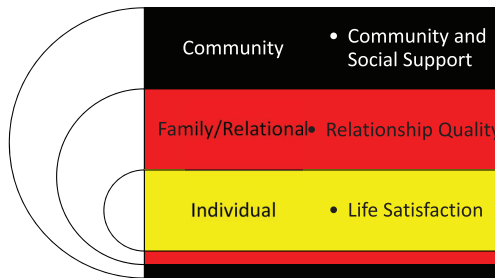 Community
• Community and
Social Support
Family/Relational
• Relationship Quality
Individual
• Life Satisfaction